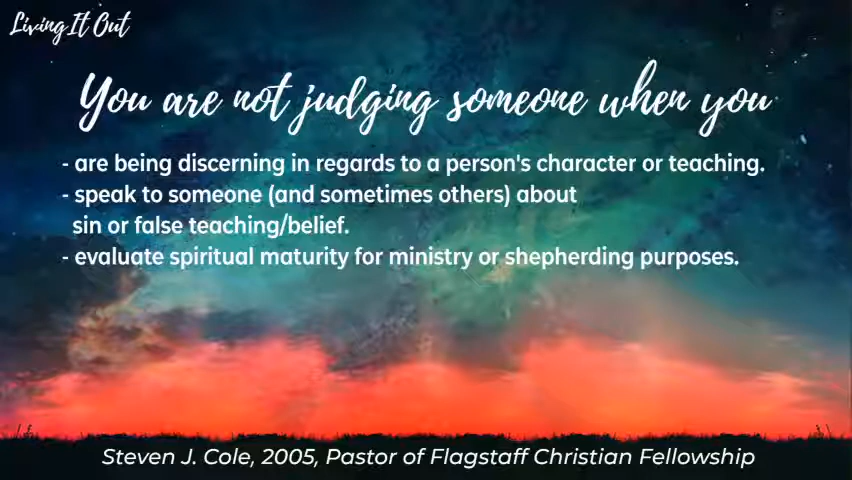 Living It Out
You are not judging someone when you
- are being discerning in regards to a person's character or teaching.
- speak to someone (and sometimes others) about
sin or false teaching/belief.
- evaluate spiritual maturity for ministry or shepherding purposes.
Steven J. Cole, 2005, Pastor of Flagstaff Christian Fellowship